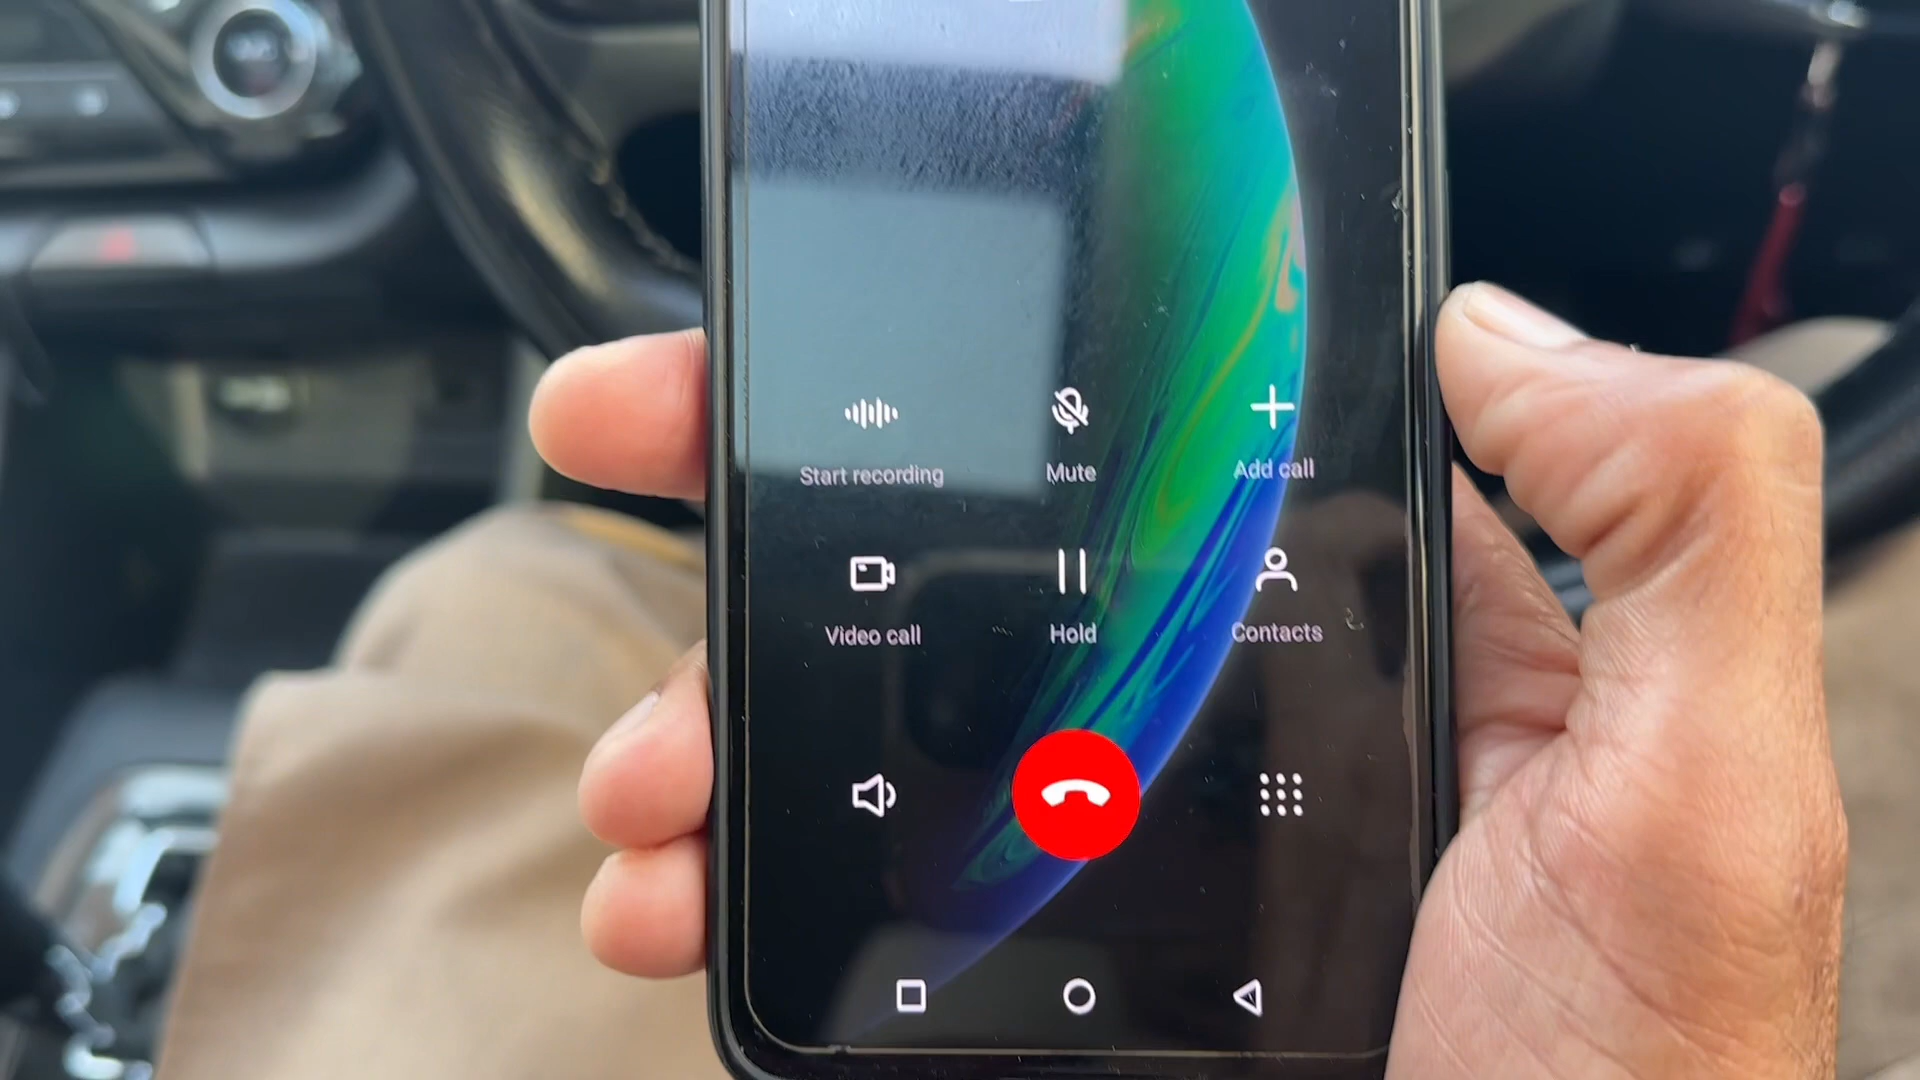 Start recording
Mute
Add call
Video call
Hold
Contacts